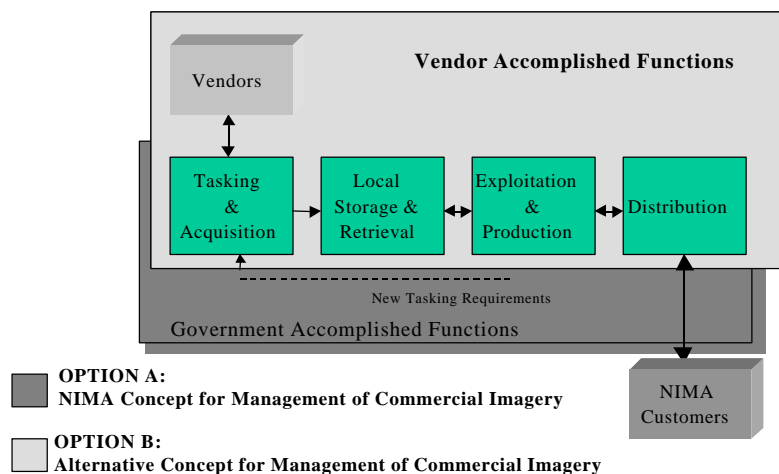 Vendor Accomplished Functions
Vendors
Tasking
&
Acquisition
Local
Storage &
Retrieval
Exploitation
&
Production
Distribution
New Tasking Requirements
Government Accomplished Functions
OPTION A:
NIMA Concept for Management of Commercial Imagery
NIMA
Customers
OPTION B:
Alternative Concept for Management of Commercial Imagery